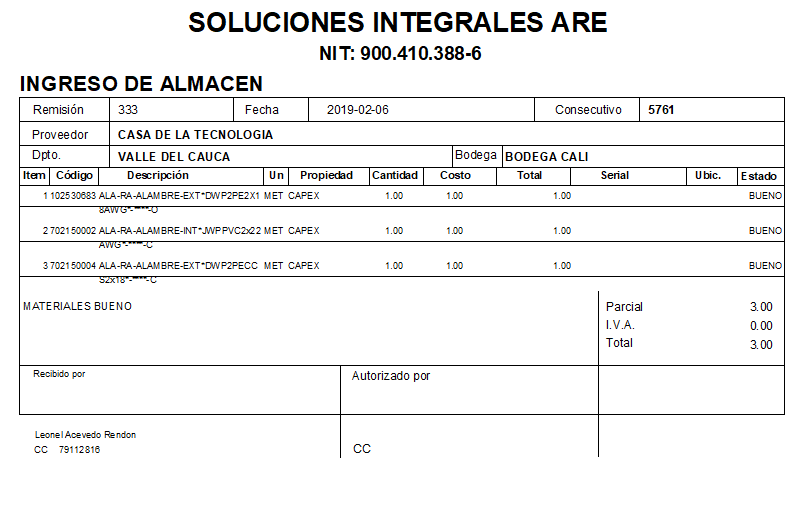 SOLUCIONES INTEGRALES ARE
NIT: 900.410.388-6
INGRESO DE ALMACEN
Remisión 333 Fecha 2019-02-06 Consecutivo 5761
Proveedor CASA DE LA TECNOLOGIA
Dpto. VALLE DEL CAUCA Bodega BODEGA CALI
Item Código Descripción Un Propiedad Cantidad Costo Total Serial Ubic. Estado
1 102530683 ALA-RA-ALAMBRE-EXT*DWP2PE2X1 MET CAPEX 1.00 1.00 1.00 BUENO
8AWG*-****-O
2 702150002 ALA-RA-ALAMBRE-INT*JWPPVC2x22 MET CAPEX 1.00 1.00 1.00 BUENO
AWG*-****-C
3 702150004 ALA-RA-ALAMBRE-EXT*DWP2PECC MET CAPEX 1.00 1.00 1.00 BUENO
S2x18*-****-C
MATERIALES BUENO
Parcial 3.00
I.V.A. 0.00
Total 3.00
Recibido por Autorizado por
Leonel Acevedo Rendon
CC 79112816 CC